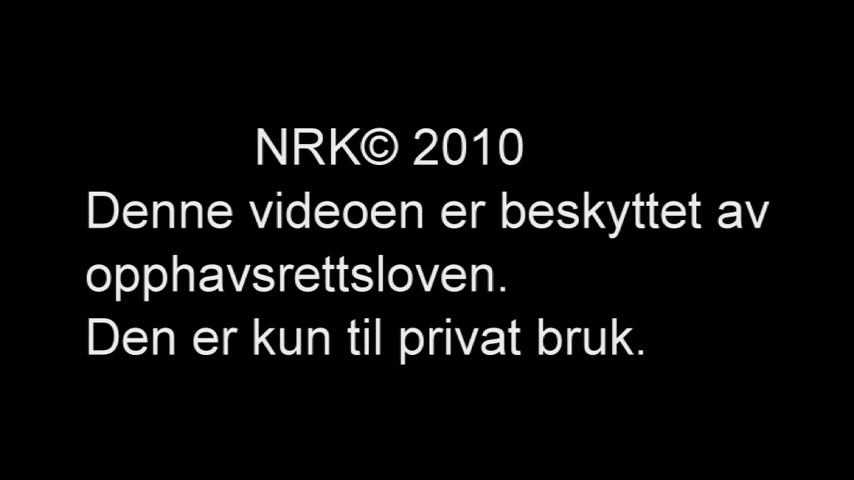 NRK© 2010
Denne videoen er beskyttet av
opphavsrettsloven.
Den er kun til privat bruk.